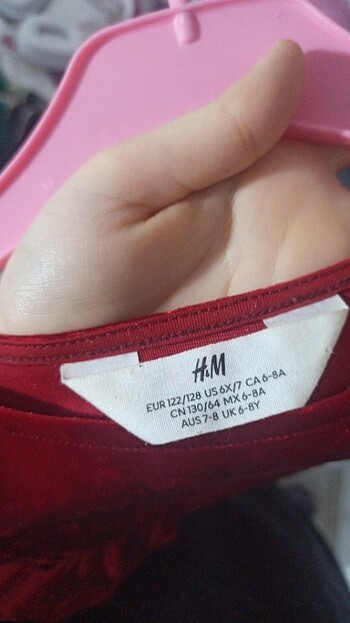 H&M
EUR 122/128 US 6X/7 CA 6-8A
CN 130/64 MX 6-8A
AUS 7-8 UK 6-8Y